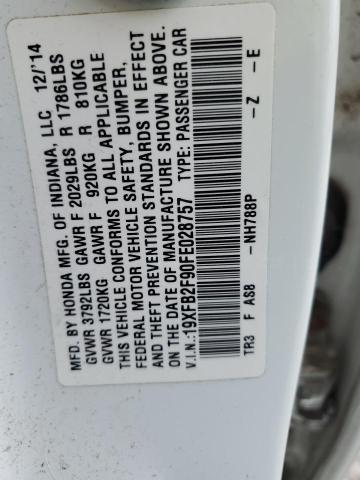 MFD. BY HONDA MFG. OF INDIANA, LLC 12/'14
GVWR 3792LBS GAWR F 2029LBS R 1786LBS
GVWR 1720KG GAWR F 920KG R 810KG
THIS VEHICLE CONFORMS TO ALL APPLICABLE
FEDERAL MOTOR VEHICLE SAFETY, BUMPER,
AND THEFT PREVENTION STANDARDS IN EFFECT
ON THE DATE OF MANUFACTURE SHOWN ABOVE.
V.I.N.:19XFB2F90FE028757 TYPE: PASSENGER CAR
TR3 F AS8 -NH788P -Z -E